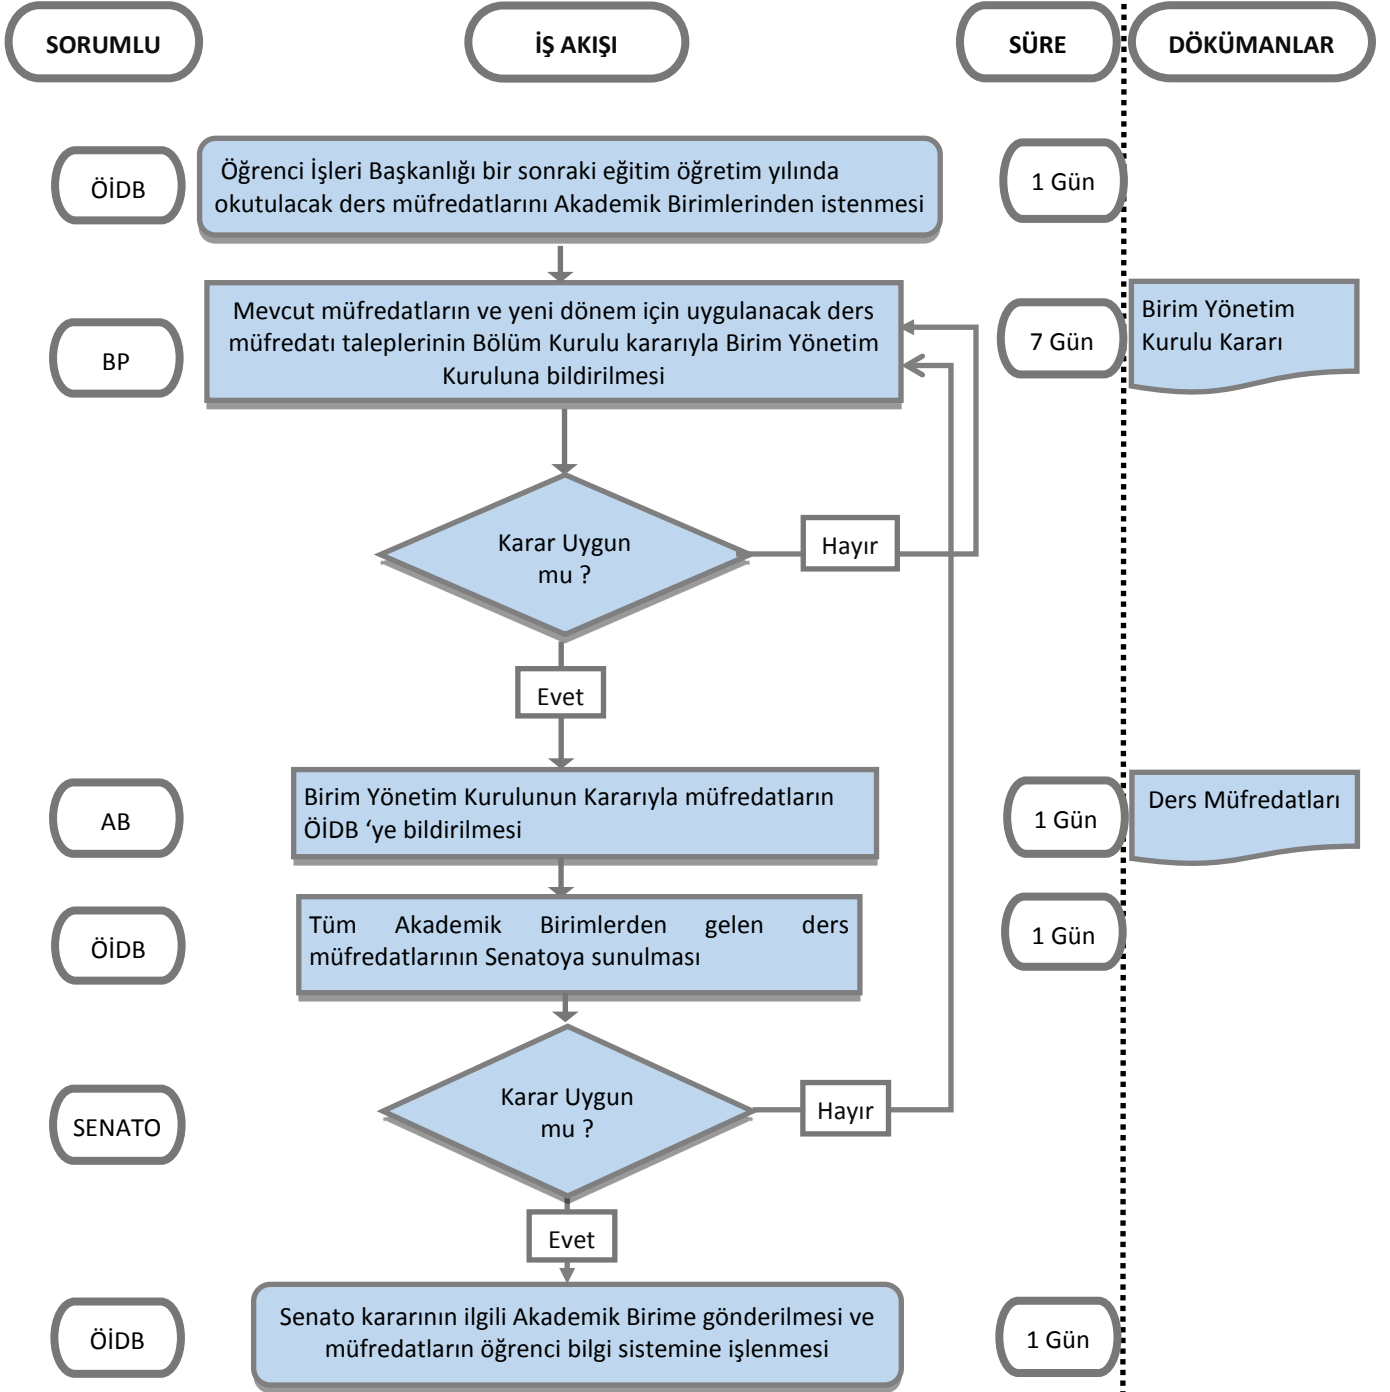 SORUMLU
İŞ AKIŞI
SÜRE
DÖKÜMANLAR
ÖİDB
Öğrenci İşleri Başkanlığı bir sonraki eğitim öğretim yılında
okutulacak ders müfredatlarını Akademik Birimlerinden istenmesi
1 Gün
BP
Mevcut müfredatların ve yeni dönem için uygulanacak ders
müfredatı taleplerinin Bölüm Kurulu kararıyla Birim Yönetim
Kuruluna bildirilmesi
7 Gün
Birim Yönetim
Kurulu Kararı
Karar Uygun
mu ?
Hayır
Evet
AB
Birim Yönetim Kurulunun Kararıyla müfredatların
ÖİDB ‘ye bildirilmesi
1 Gün
Ders Müfredatları
ÖİDB
Tüm Akademik Birimlerden gelen ders
müfredatlarının Senatoya sunulması
1 Gün
SENATO
Karar Uygun
mu ?
Hayır
Evet
ÖİDB
Senato kararının ilgili Akademik Birime gönderilmesi ve
müfredatların öğrenci bilgi sistemine işlenmesi
1 Gün